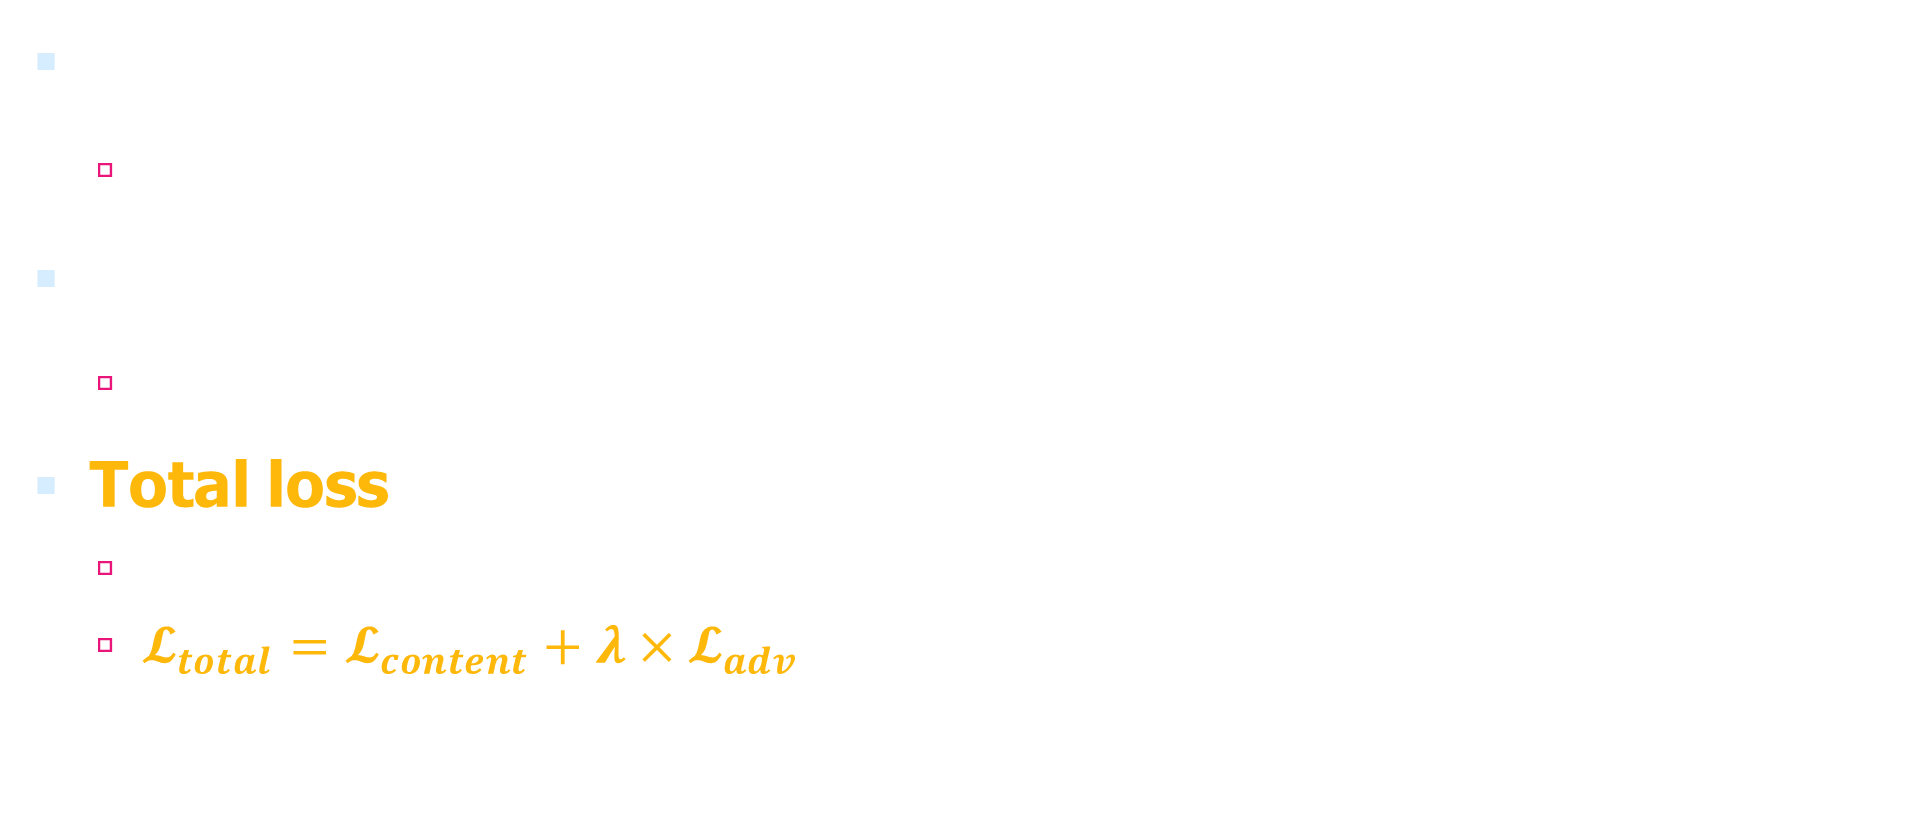 Total loss
ℒ_total = ℒ_content + λ × ℒ_adv